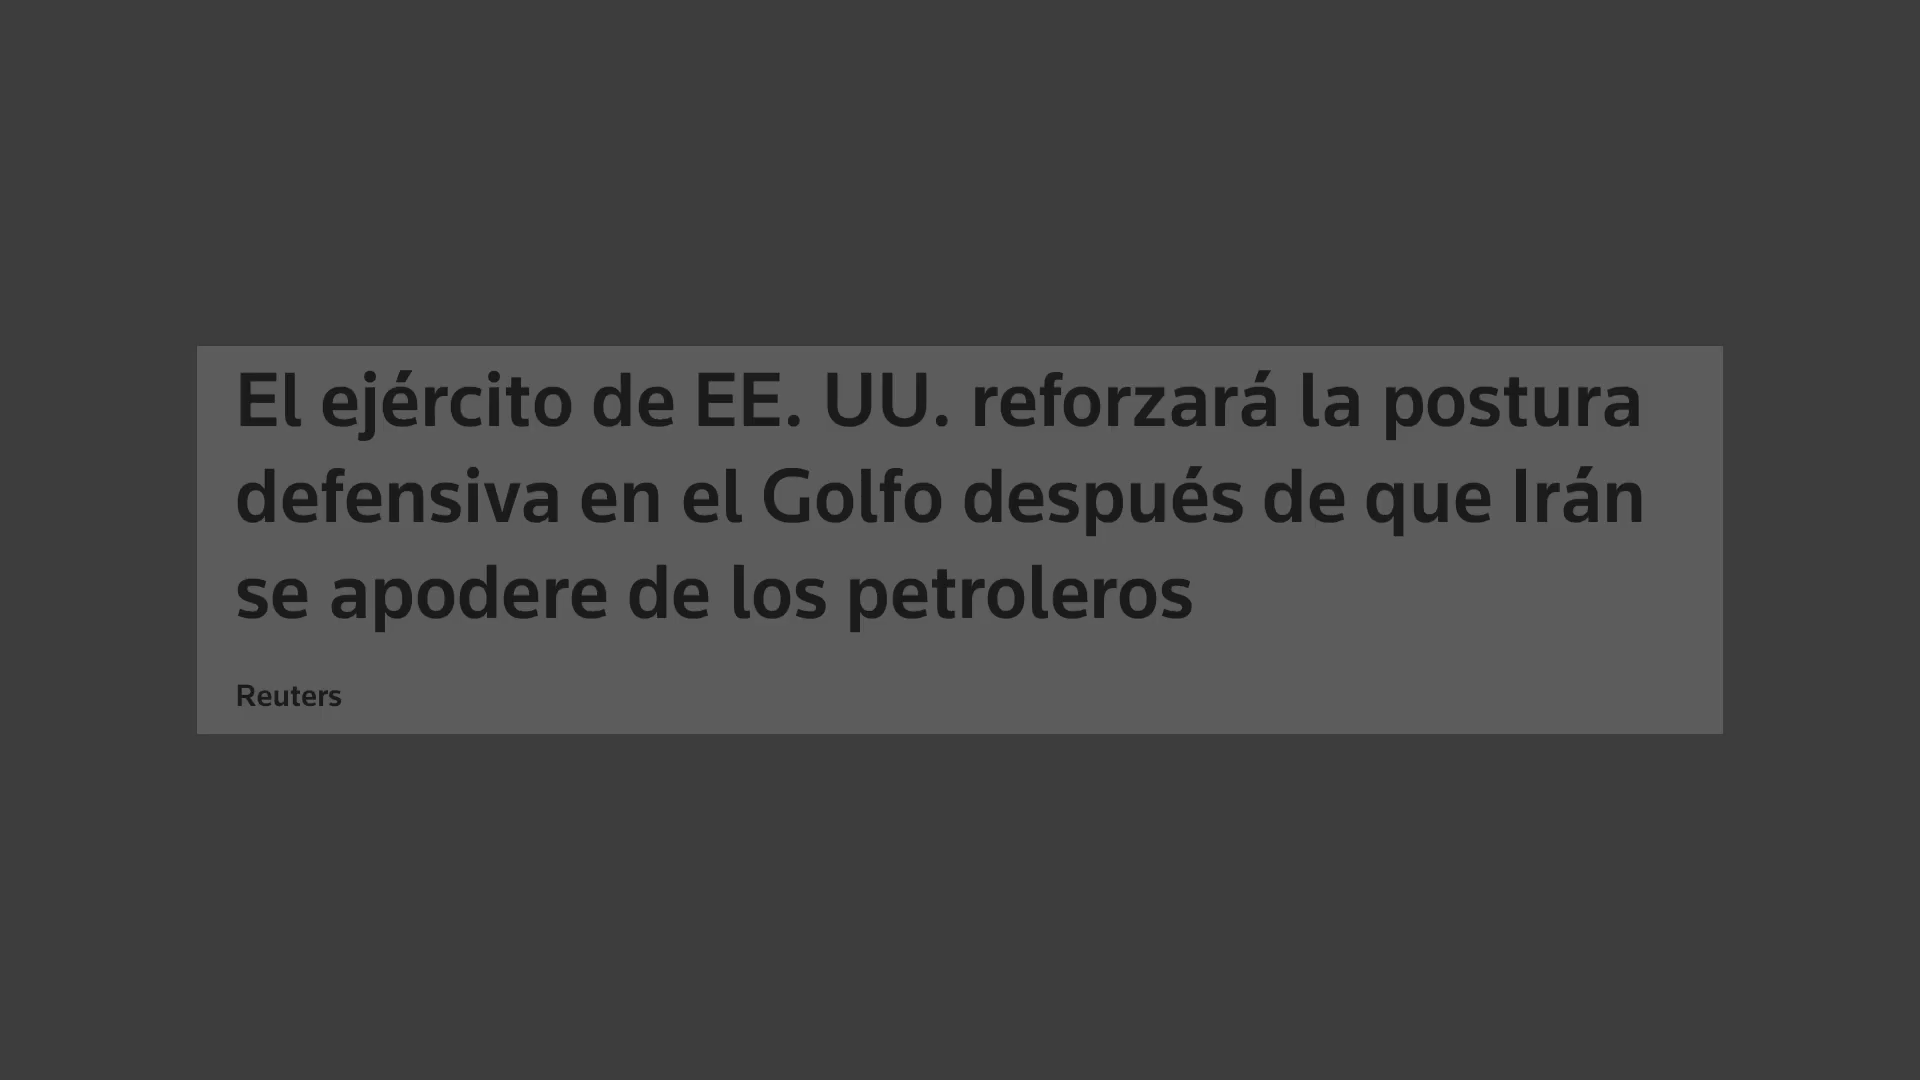 El ejército de EE. UU. reforzará la postura
defensiva en el Golfo después de que Irán
se apodere de los petroleros
Reuters